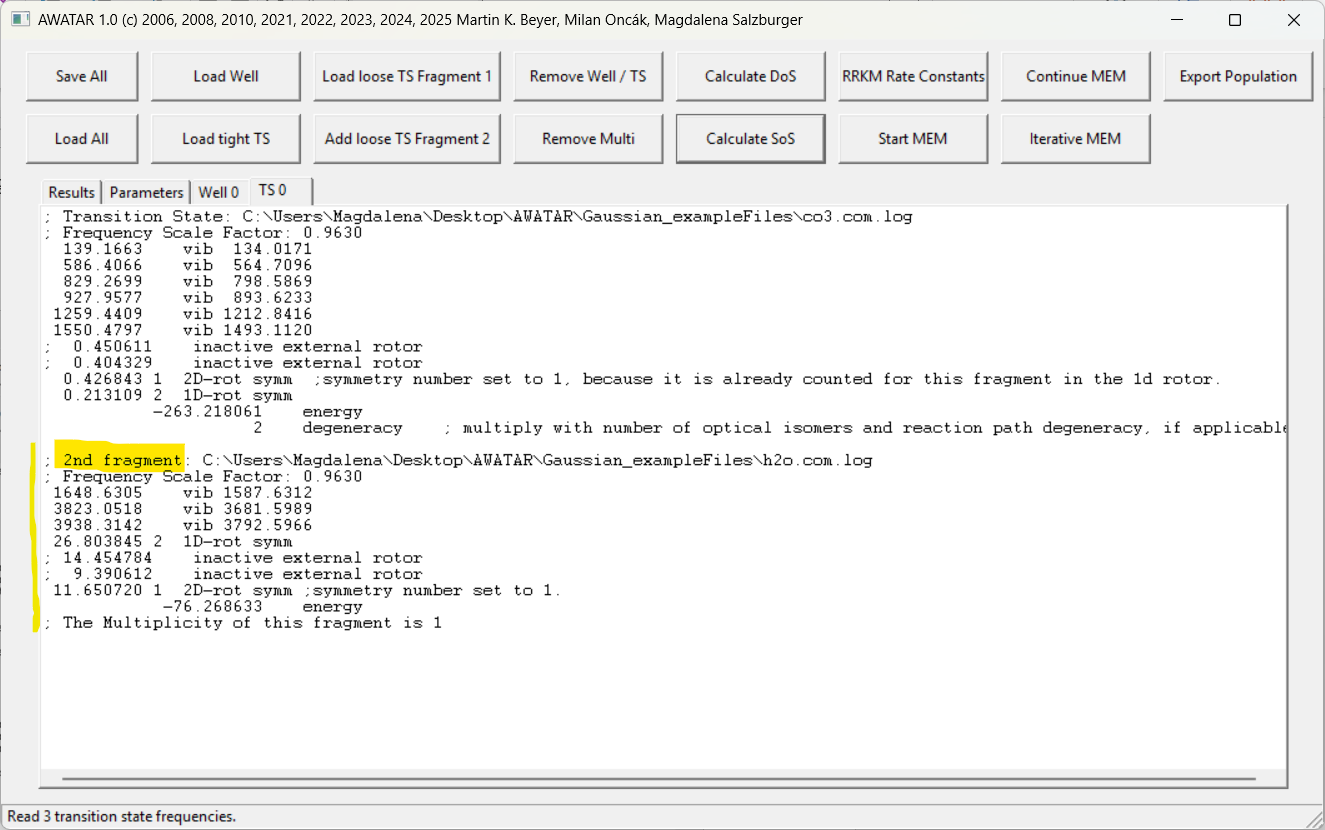 AWATAR 1.0 (c) 2006, 2008, 2010, 2021, 2022, 2023, 2024, 2025 Martin K. Beyer, Milan Oncák, Magdalena Salzburger
Save All Load Well Load loose TS Fragment 1 Remove Well / TS Calculate DoS RRKM Rate Constants Continue MEM Export Population
Load All Load tight TS Add loose TS Fragment 2 Remove Multi Calculate SoS Start MEM Iterative MEM
Results Parameters Well 0 TS 0
; Transition State: C:\Users\Magdalena\Desktop\AWATAR\Gaussian_exampleFiles\co3.com.log
; Frequency Scale Factor: 0.9630
139.1663 vib 134.0171
586.4066 vib 564.7096
829.2699 vib 798.5869
927.9577 vib 893.6233
1259.4409 vib 1212.8416
1550.4797 vib 1493.1120
; 0.450611 inactive external rotor
; 0.404329 inactive external rotor
0.426843 1 2D-rot symm ;symmetry number set to 1, because it is already counted for this fragment in the 1d rotor.
0.213109 2 1D-rot symm
-263.218061 energy
2 degeneracy ; multiply with number of optical isomers and reaction path degeneracy, if applicable
; 2nd fragment: C:\Users\Magdalena\Desktop\AWATAR\Gaussian_exampleFiles\h2o.com.log
; Frequency Scale Factor: 0.9630
1648.6305 vib 1587.6312
3823.0518 vib 3681.5989
3938.3142 vib 3792.5966
26.803845 2 1D-rot symm
; 14.454784 inactive external rotor
; 9.390612 inactive external rotor
11.650720 1 2D-rot symm ;symmetry number set to 1.
-76.268633 energy
; The Multiplicity of this fragment is 1
Read 3 transition state frequencies.